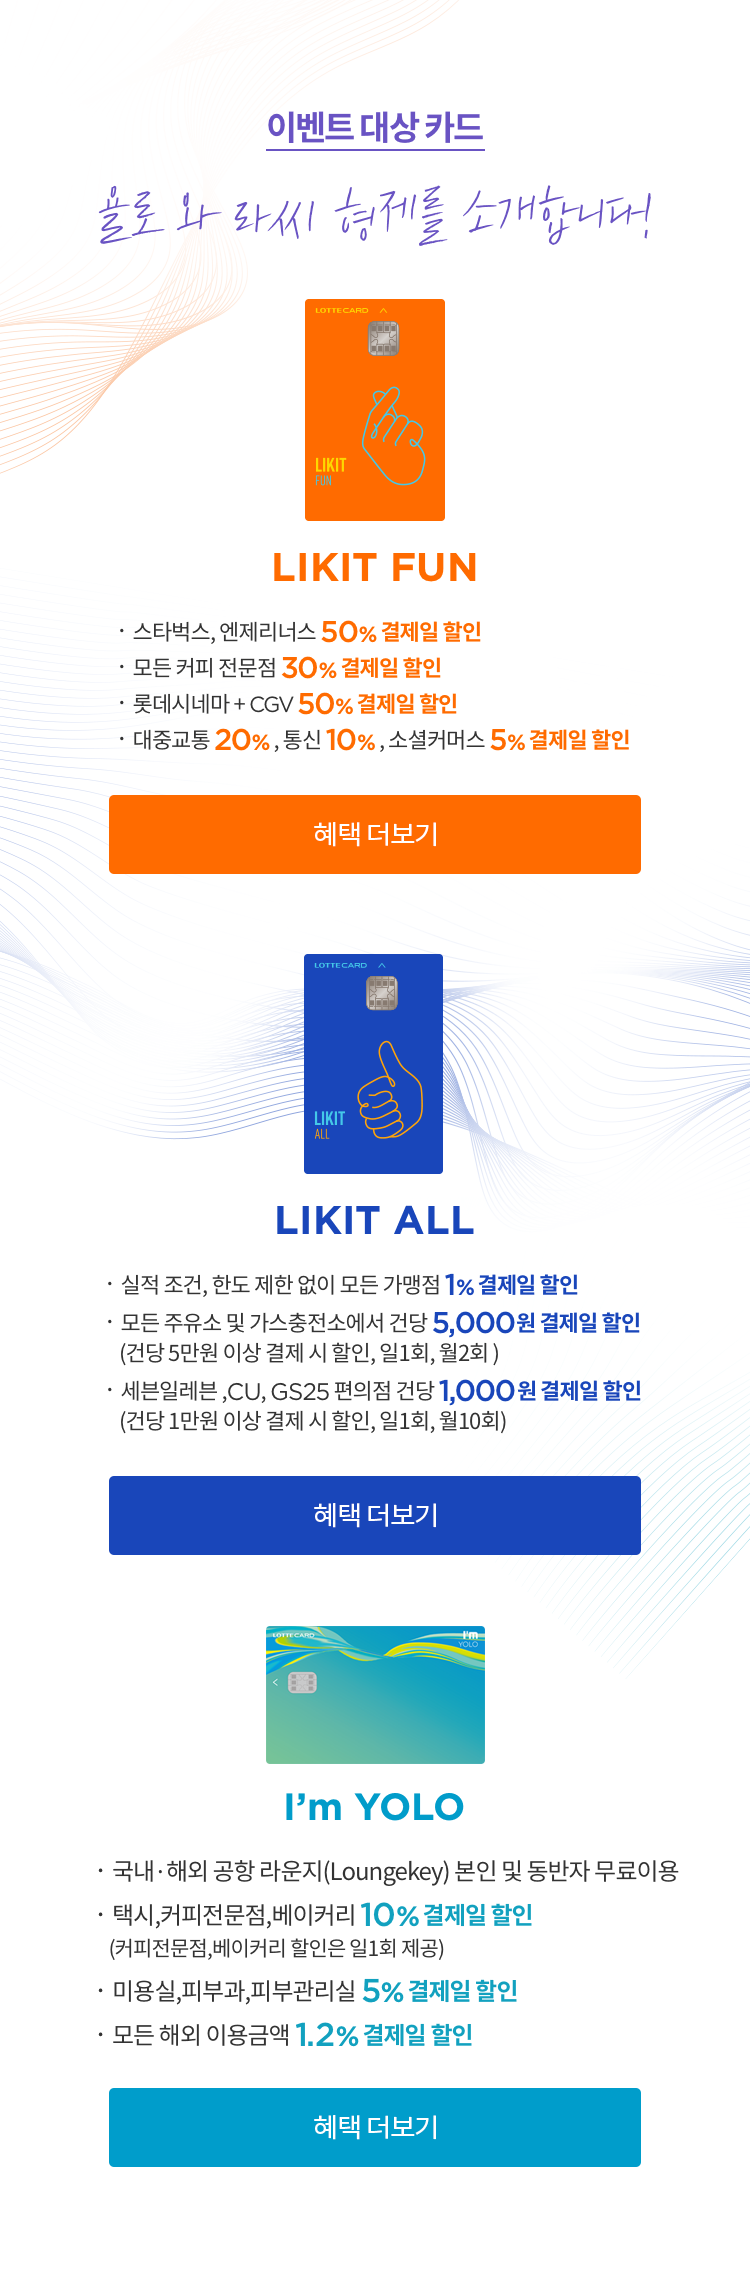 이벤트 대상 카드
욜로 와 라씨 형제를 소개합니다!
LOTTECARD
LIKIT
FUN
LIKIT FUN
· 스타벅스, 엔제리너스 50% 결제일 할인
· 모든 커피 전문점 30% 결제일 할인
· 롯데시네마 + CGV 50% 결제일 할인
· 대중교통 20% , 통신 10% , 소셜커머스 5% 결제일 할인
혜택 더보기
LOTTECARD
LIKIT
ALL
LIKIT ALL
· 실적 조건, 한도 제한 없이 모든 가맹점 1% 결제일 할인
· 모든 주유소 및 가스충전소에서 건당 5,000원 결제일 할인
(건당 5만원 이상 결제 시 할인, 일1회, 월2회 )
· 세븐일레븐 ,CU, GS25 편의점 건당 1,000원 결제일 할인
(건당 1만원 이상 결제 시 할인, 일1회, 월10회)
혜택 더보기
LOTTECARD
I'm
YOLO
I’m YOLO
· 국내·해외 공항 라운지(Loungekey) 본인 및 동반자 무료이용
· 택시,커피전문점,베이커리 10% 결제일 할인
(커피전문점,베이커리 할인은 일1회 제공)
· 미용실,피부과,피부관리실 5% 결제일 할인
· 모든 해외 이용금액 1.2% 결제일 할인
혜택 더보기